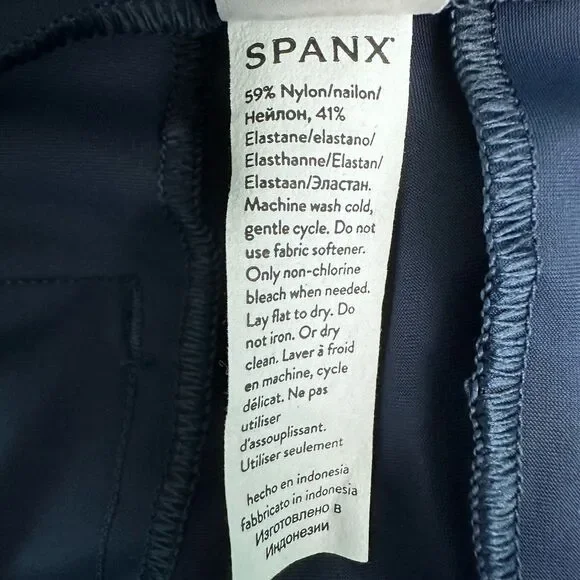 SPANX®
59% Nylon/nailon/
Нейлон, 41%
Elastane/elastano/
Elasthanne/Elastan/
Elastaan/Эластан.
Machine wash cold,
gentle cycle. Do not
use fabric softener.
Only non-chlorine
bleach when needed.
Lay flat to dry. Do
not iron. Or dry
clean. Laver à froid
en machine, cycle
délicat. Ne pas
utiliser
d'assouplissant.
Utiliser seulement
hecho en indonesia
fabbricato in indonesia
Изготовлено в
Индонезии